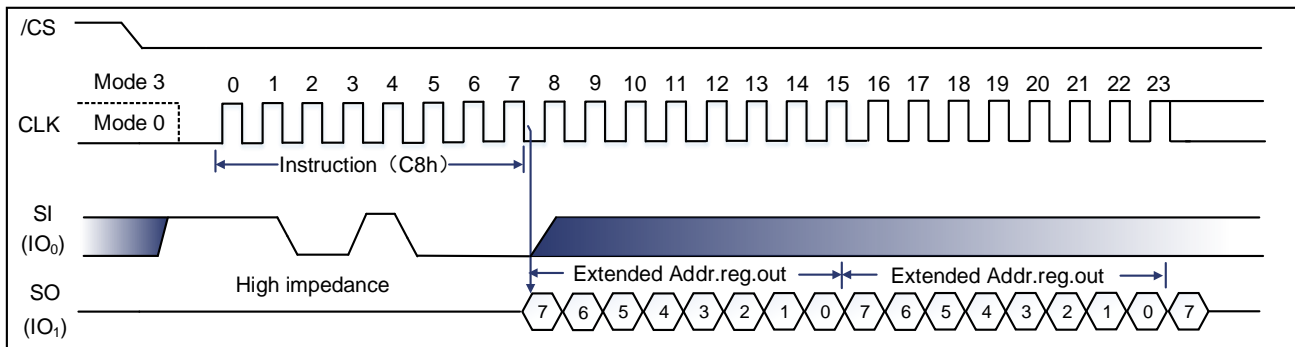 /CS
Mode 3
0 1 2 3 4 5 6 7 8 9 10 11 12 13 14 15 16 17 18 19 20 21 22 23
CLK
Mode 0
Instruction（C8h）
SI
(IO₀)
Extended Addr.reg.out Extended Addr.reg.out
High impedance
SO
(IO₁)
7 6 5 4 3 2 1 0 7 6 5 4 3 2 1 0 7